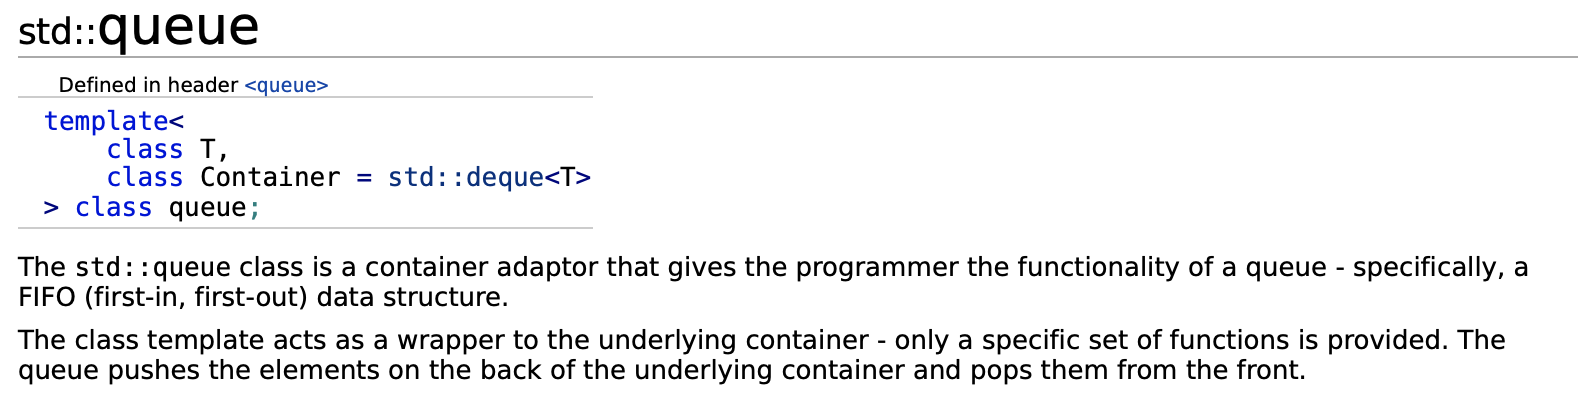 std::queue
Defined in header <queue>
template<
    class T,
    class Container = std::deque<T>
> class queue;
The std::queue class is a container adaptor that gives the programmer the functionality of a queue - specifically, a
FIFO (first-in, first-out) data structure.
The class template acts as a wrapper to the underlying container - only a specific set of functions is provided. The
queue pushes the elements on the back of the underlying container and pops them from the front.